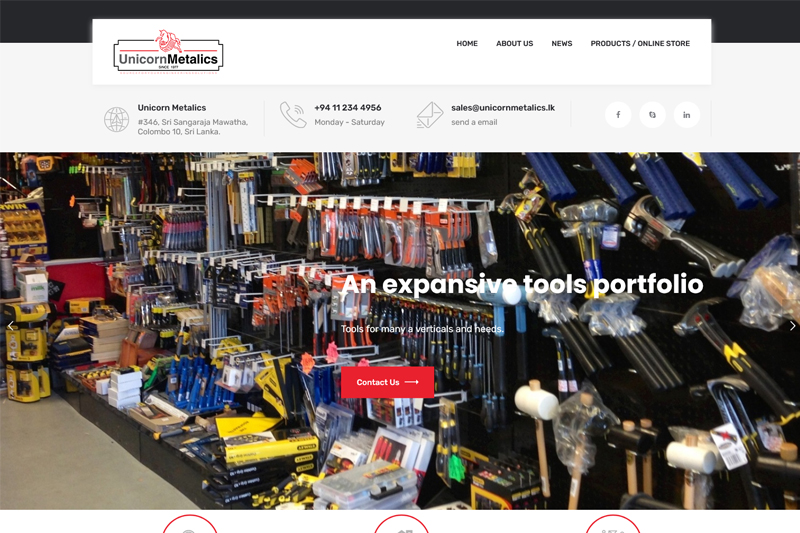 UnicornMetalics
SINCE 1977
HOME
ABOUT US
NEWS
PRODUCTS / ONLINE STORE
Unicorn Metalics
#346, Sri Sangaraja Mawatha,
Colombo 10, Sri Lanka.
+94 11 234 4956
Monday - Saturday
sales@unicornmetalics.lk
send a email
An expansive tools portfolio
Tools for many a verticals and needs.
Contact Us